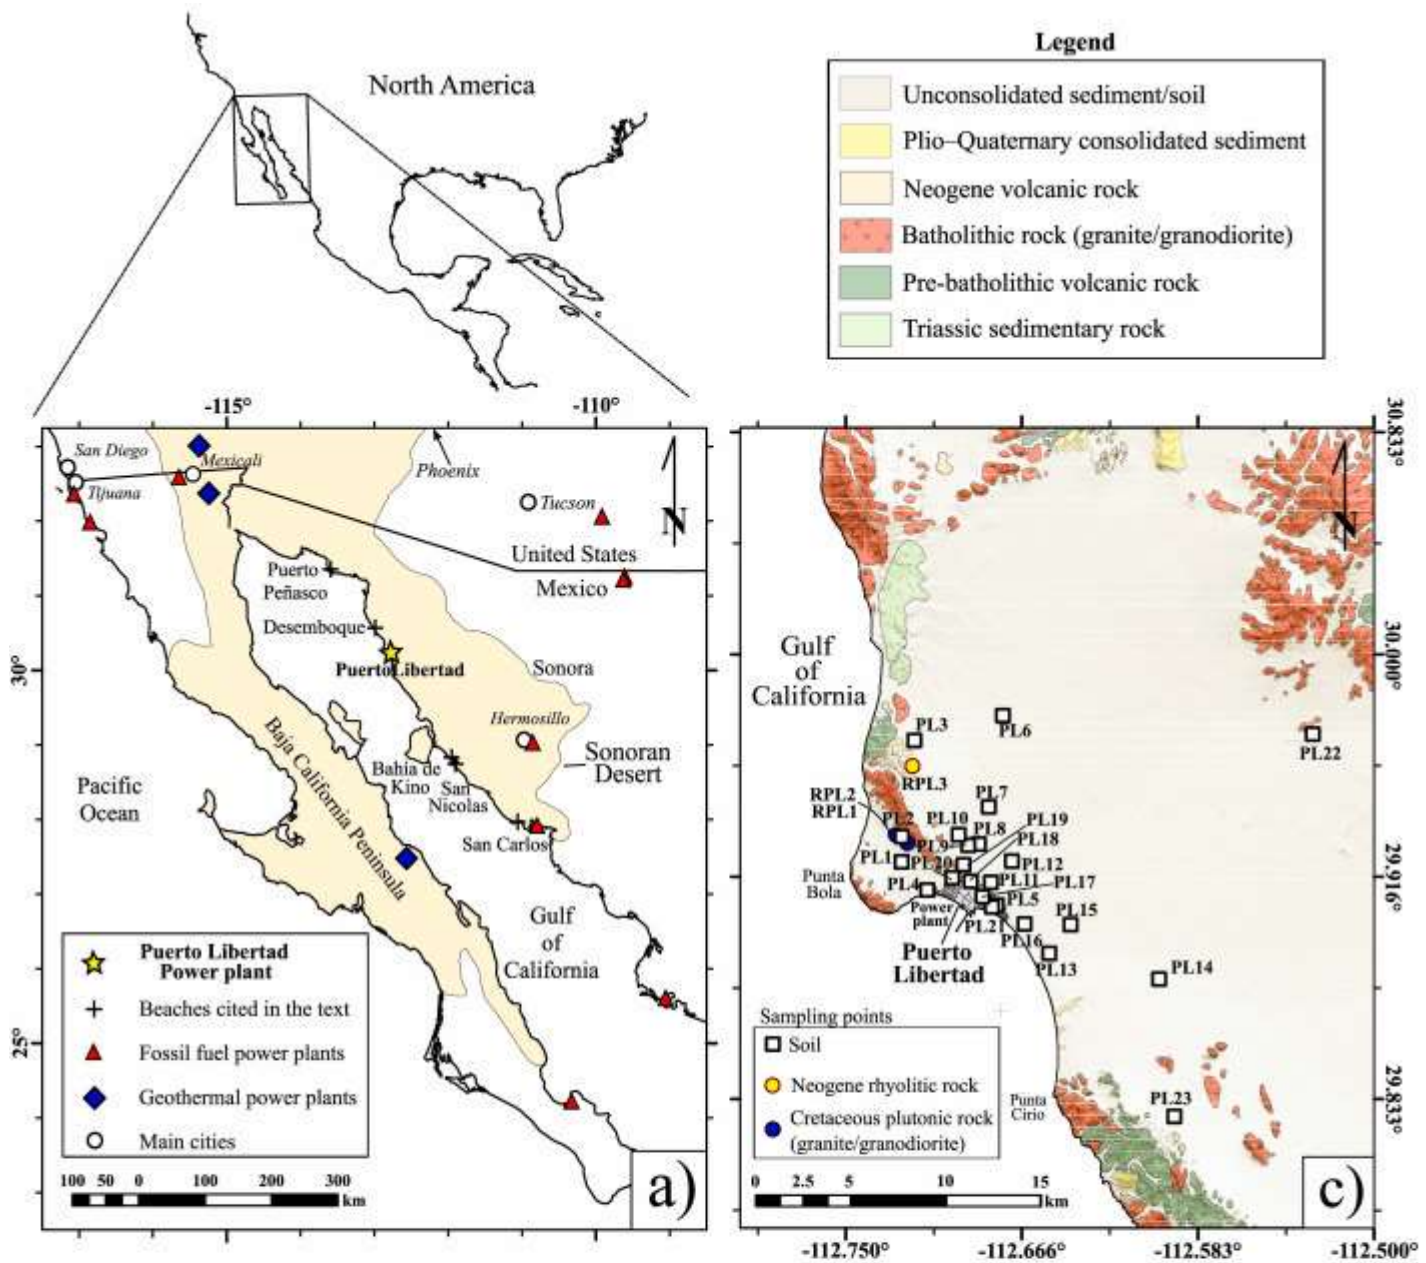 North America
Legend
Unconsolidated sediment/soil
Plio–Quaternary consolidated sediment
Neogene volcanic rock
Batholithic rock (granite/granodiorite)
Pre-batholithic volcanic rock
Triassic sedimentary rock
-115°
-110°
30°
25°
San Diego
Mexicali
Tijuana
Phoenix
Tucson
N
United States
Mexico
Puerto
Peñasco
Desemboque
Puerto Libertad
Sonora
Hermosillo
Sonoran
Desert
Baja California Peninsula
Bahía de
Kino
San
Nicolas
San Carlos
Pacific
Ocean
Gulf
of
California
Puerto Libertad
Power plant
Beaches cited in the text
Fossil fuel power plants
Geothermal power plants
Main cities
100 50 0 100 200 300
km
a)
30.833°
30.000°
29.916°
29.833°
N
Gulf
of
California
PL3
PL6
PL22
RPL3
RPL2
RPL1
PL2
PL7
PL10
PL8
PL19
PL18
PL9
PL1
PL20
PL12
Punta
Bola
PL4
PL11
PL17
Power
plant
PL5
PL21
PL15
PL16
Puerto
Libertad
PL13
PL14
Sampling points
Soil
Neogene rhyolitic rock
Cretaceous plutonic rock
(granite/granodiorite)
Punta
Cirio
PL23
0 2.5 5 10 15
km
c)
-112.750°
-112.666°
-112.583°
-112.500°